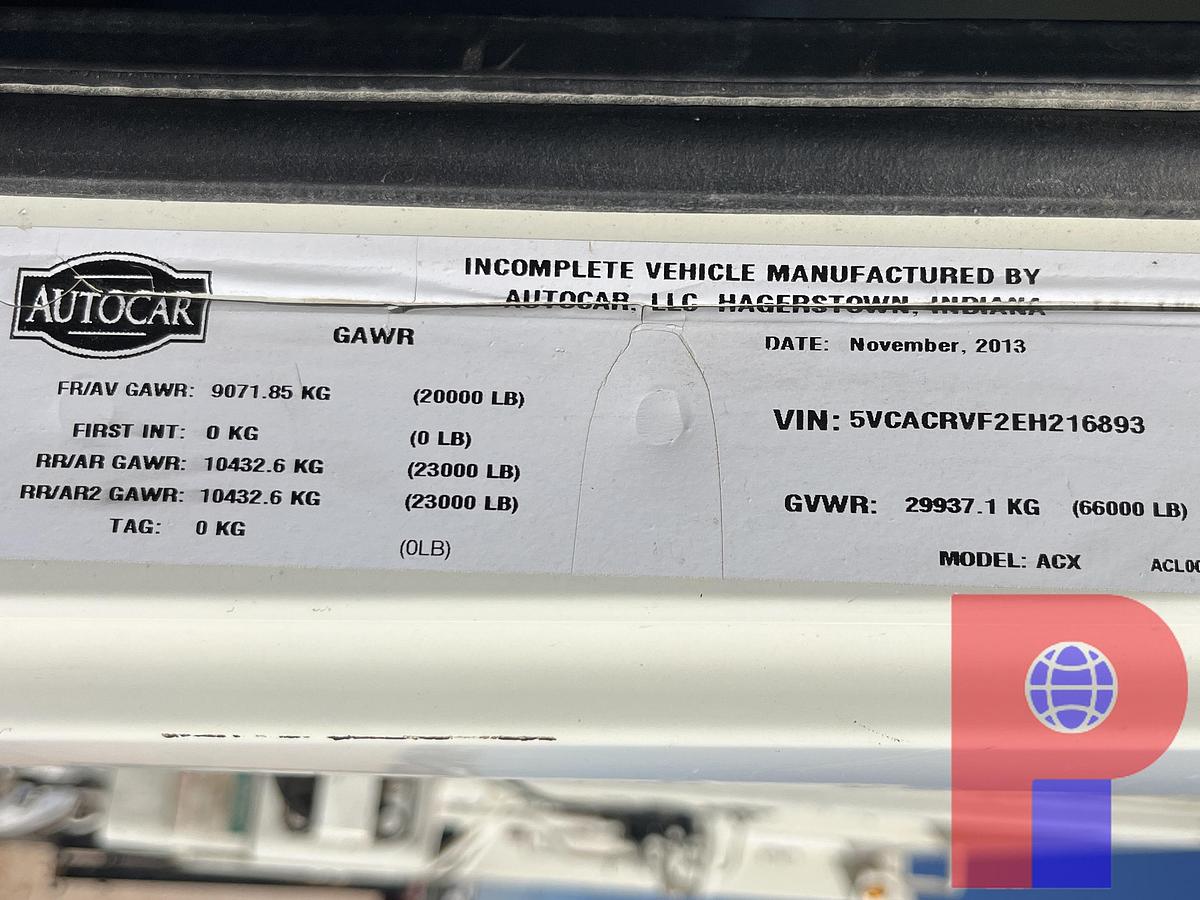 AUTOCAR
INCOMPLETE VEHICLE MANUFACTURED BY
AUTOCAR, LLC HAGERSTOWN, INDIANA
GAWR
DATE: November, 2013
FR/AV GAWR: 9071.85 KG (20000 LB)
FIRST INT: 0 KG (0 LB)
RR/AR GAWR: 10432.6 KG (23000 LB)
RR/AR2 GAWR: 10432.6 KG (23000 LB)
TAG: 0 KG (0LB)
VIN: 5VCACRVF2EH216893
GVWR: 29937.1 KG (66000 LB)
MODEL: ACX